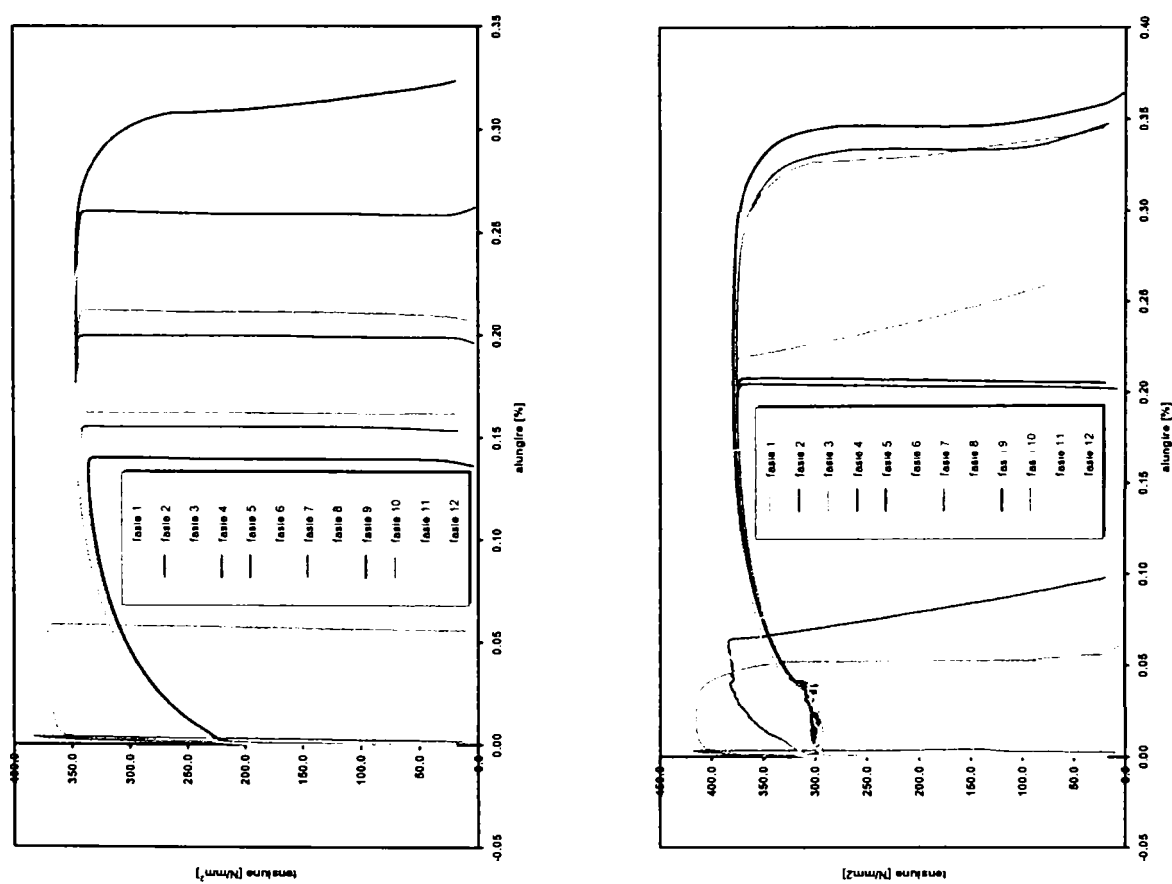 tensiune [N/mm²]
400.0
350.0
300.0
250.0
200.0
150.0
100.0
50.0
0.0
-0.05
0.00
0.05
0.10
0.15
0.20
0.25
0.30
0.35
alungire [%]
fasie 1
fasie 2
fasie 3
fasie 4
fasie 5
fasie 6
fasie 7
fasie 8
fasie 9
fasie 10
fasie 11
fasie 12
tensiune [N/mm2]
450.0
400.0
350.0
300.0
250.0
200.0
150.0
100.0
50.0
0.0
-0.05
0.00
0.05
0.10
0.15
0.20
0.25
0.30
0.35
0.40
alungire [%]
fasie 1
fasie 2
fasie 3
fasie 4
fasie 5
fasie 6
fasie 7
fasie 8
fasie 9
fasie 10
fasie 11
fasie 12